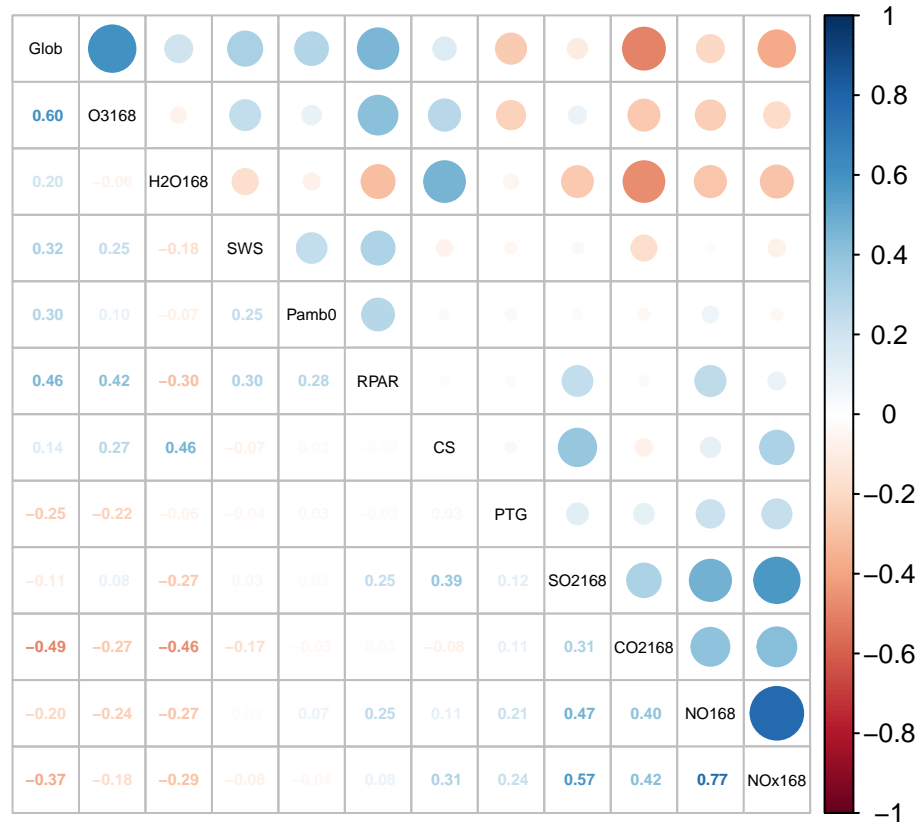 Glob
0.60 O3168
0.20 −0.06 H2O168
0.32 0.25 −0.18 SWS
0.30 0.10 −0.07 0.25 Pamb0
0.46 0.42 −0.30 0.30 0.28 RPAR
0.14 0.27 0.46 −0.07 0.03 −0.02 CS
−0.25 −0.22 −0.06 −0.04 0.03 −0.02 0.03 PTG
−0.11 0.08 −0.27 0.03 0.03 0.25 0.39 0.12 SO2168
−0.49 −0.27 −0.46 −0.17 −0.03 0.03 −0.08 0.11 0.31 CO2168
−0.20 −0.24 −0.27 0.07 0.25 0.11 0.21 0.47 0.40 NO168
−0.37 −0.18 −0.29 −0.08 −0.04 0.08 0.31 0.24 0.57 0.42 0.77 NOx168
1
0.8
0.6
0.4
0.2
0
−0.2
−0.4
−0.6
−0.8
−1